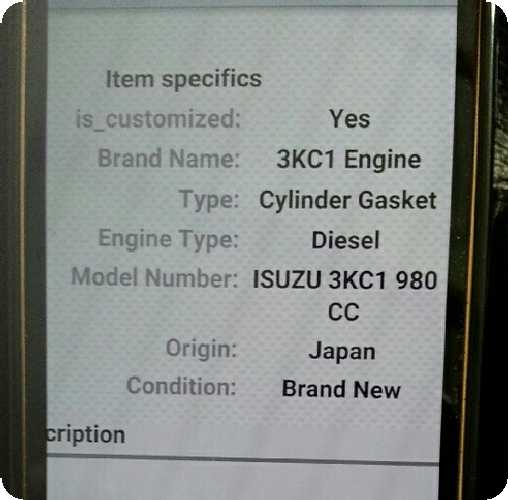 Item specifics
is_customized: Yes
Brand Name: 3KC1 Engine
Type: Cylinder Gasket
Engine Type: Diesel
Model Number: ISUZU 3KC1 980
CC
Origin: Japan
Condition: Brand New
cription